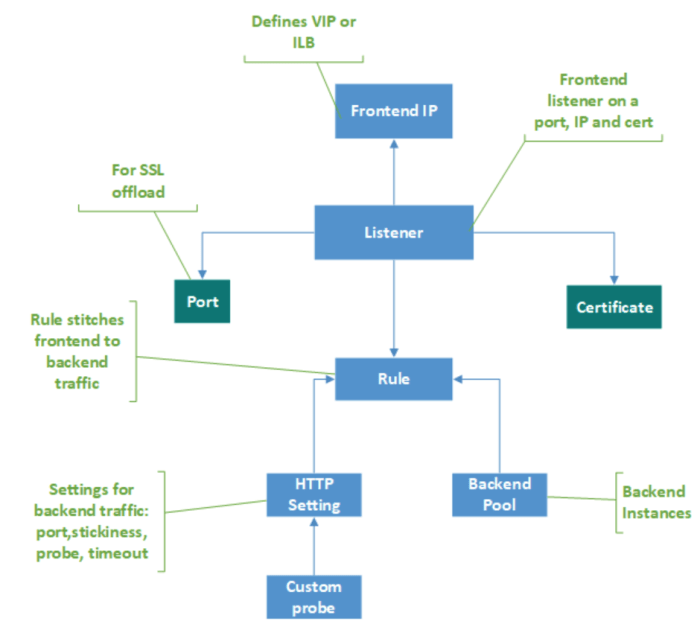 Defines VIP or
ILB
Frontend IP
Frontend
listener on a
port, IP and cert
For SSL
offload
Listener
Port
Certificate
Rule stitches
frontend to
backend
traffic
Rule
Settings for
backend traffic:
port,stickiness,
probe, timeout
HTTP
Setting
Backend
Pool
Backend
Instances
Custom
probe